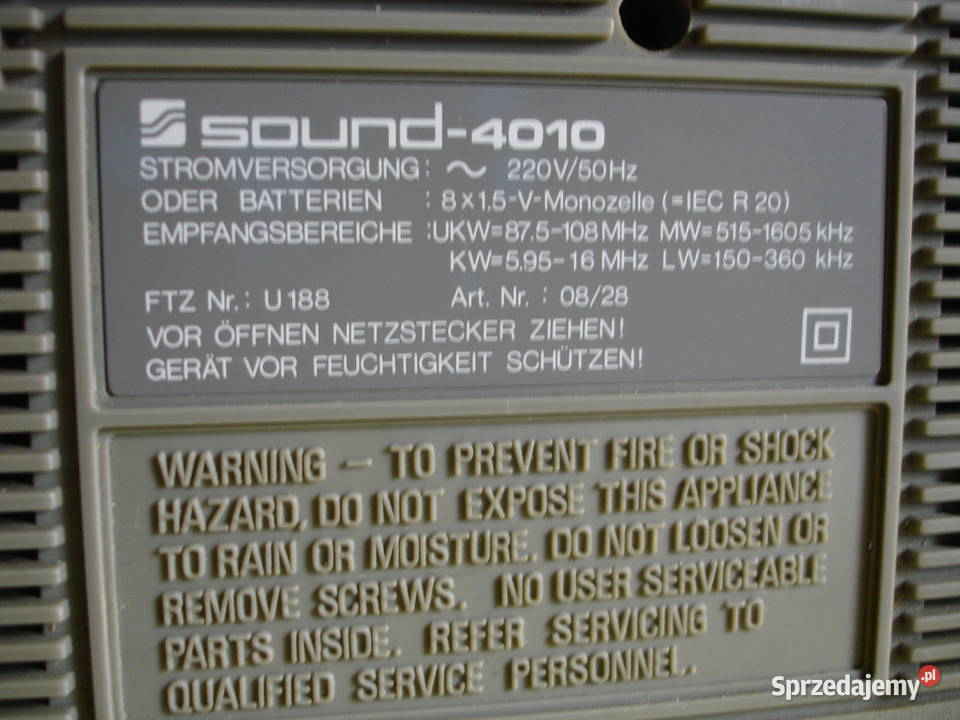 sound-4010
STROMVERSORGUNG : ~ 220V/50Hz
ODER BATTERIEN : 8×1.5-V-Monozelle (=IEC R 20)
EMPFANGSBEREICHE : UKW=87.5-108 MHz MW=515-1605 kHz
KW=5.95-16 MHz LW=150-360 kHz
FTZ Nr.: U 188 Art. Nr. : 08/28
VOR ÖFFNEN NETZSTECKER ZIEHEN!
GERÄT VOR FEUCHTIGKEIT SCHÜTZEN!
WARNING - TO PREVENT FIRE OR SHOCK
HAZARD, DO NOT EXPOSE THIS APPLIANCE
TO RAIN OR MOISTURE. DO NOT LOOSEN OR
REMOVE SCREWS. NO USER SERVICEABLE
PARTS INSIDE. REFER SERVICING TO
QUALIFIED SERVICE PERSONNEL.
Sprzedajemy.pl